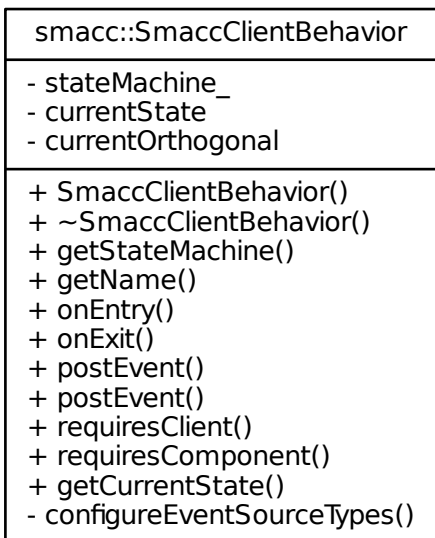 smacc::SmaccClientBehavior
- stateMachine_
- currentState
- currentOrthogonal
+ SmaccClientBehavior()
+ ~SmaccClientBehavior()
+ getStateMachine()
+ getName()
+ onEntry()
+ onExit()
+ postEvent()
+ postEvent()
+ requiresClient()
+ requiresComponent()
+ getCurrentState()
- configureEventSourceTypes()